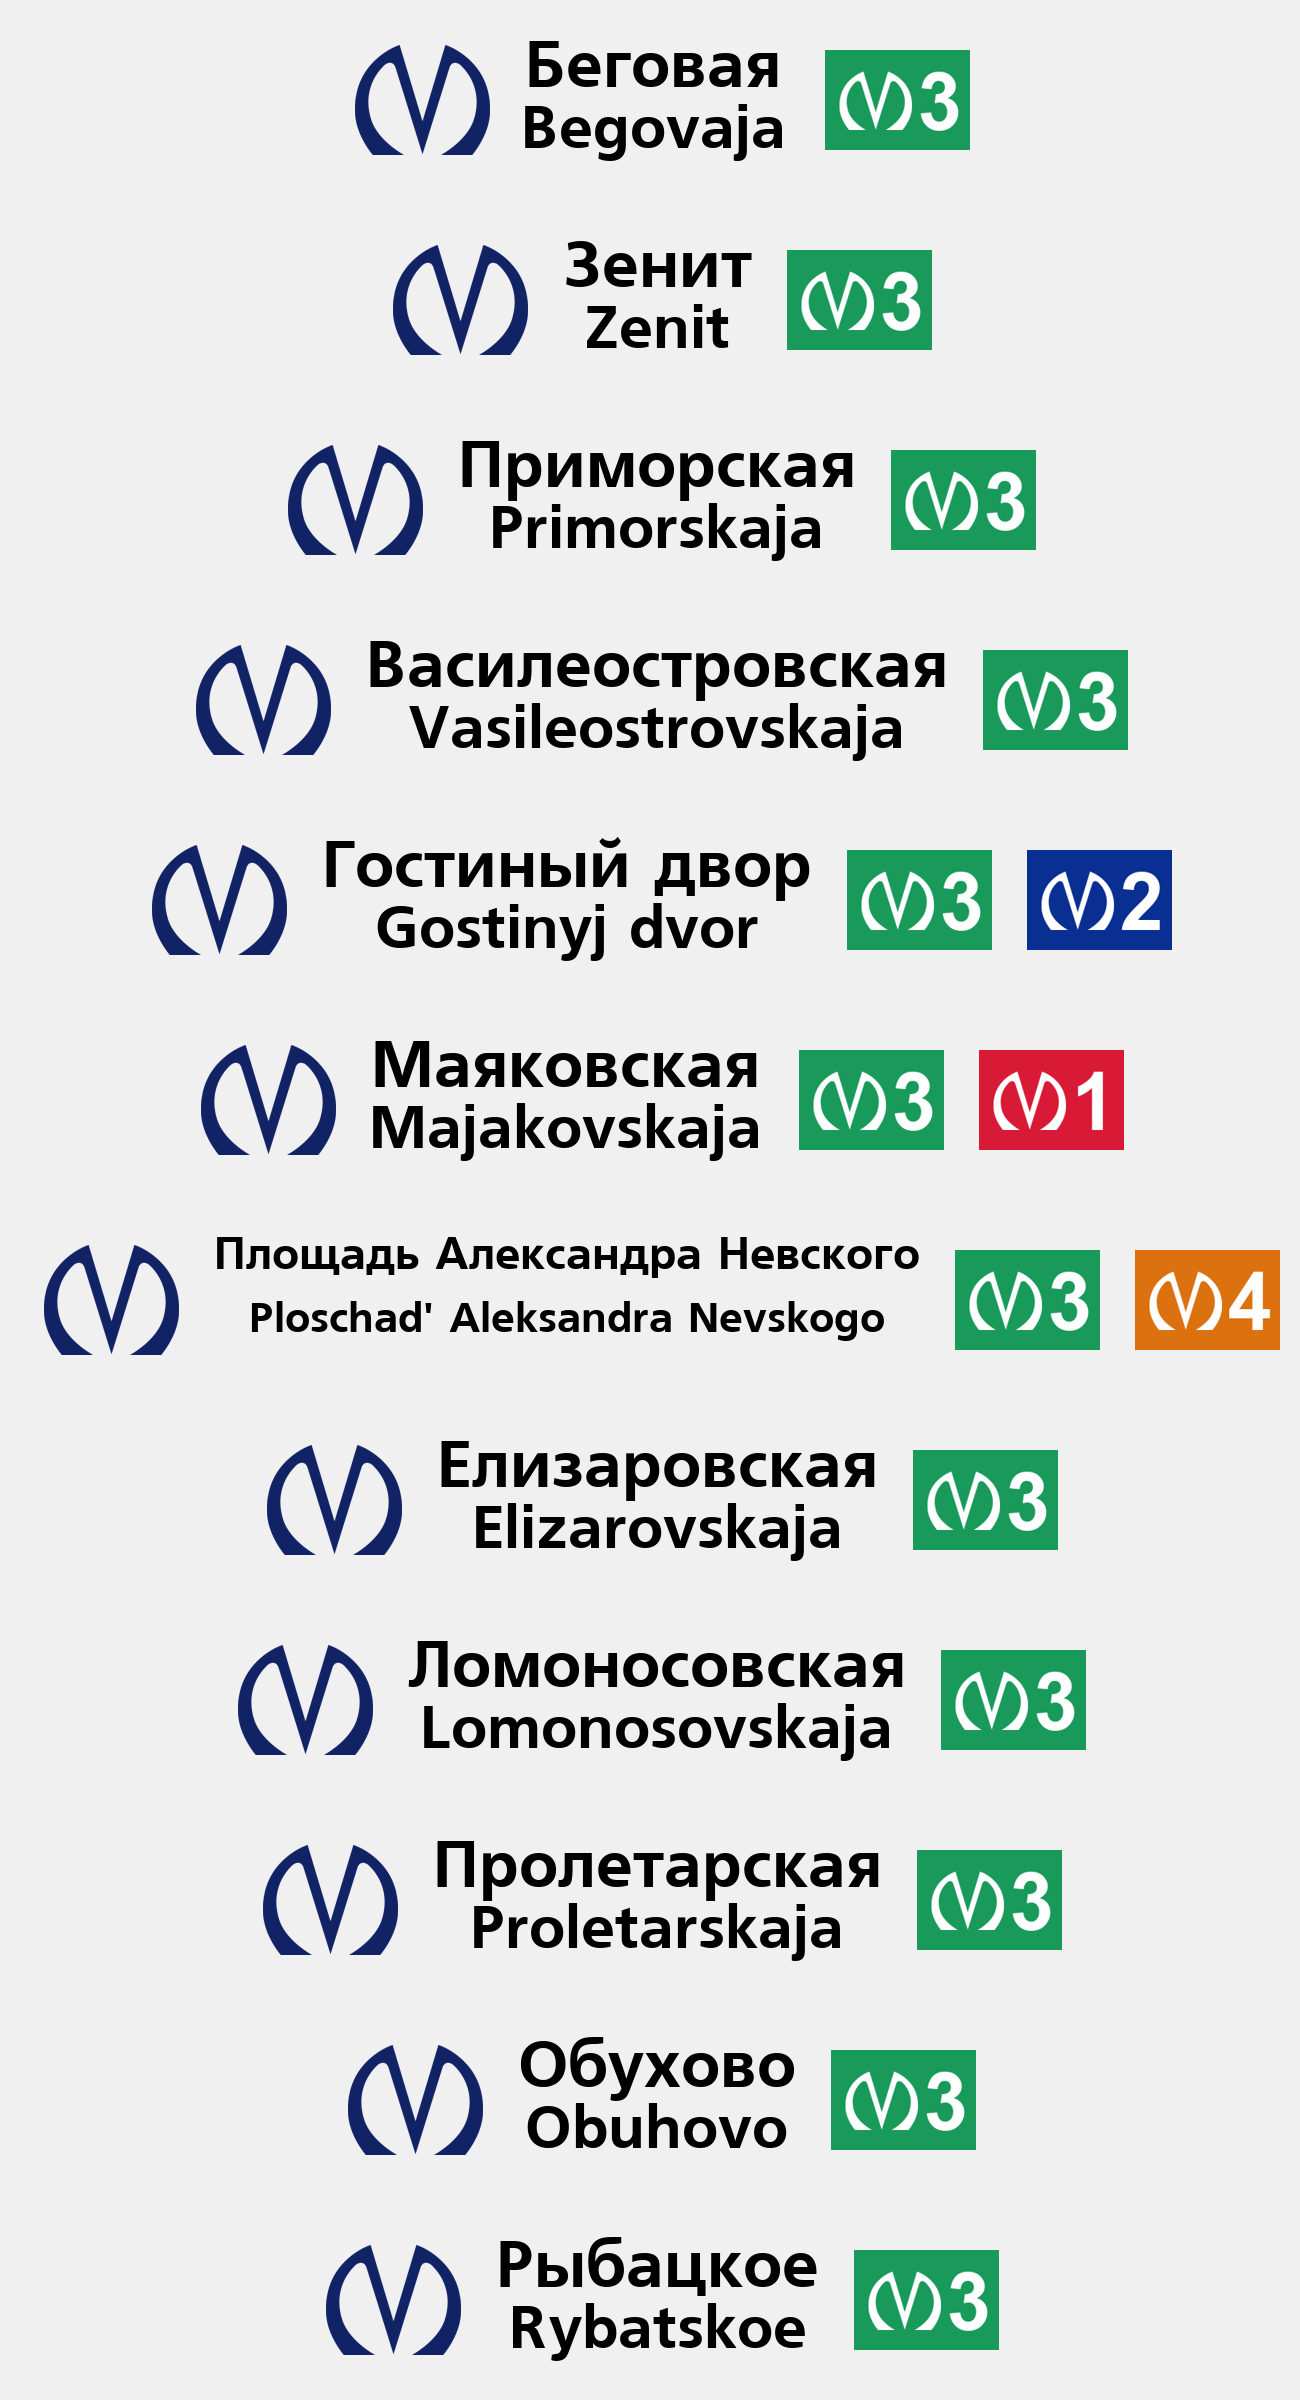 Беговая 3
Begovaja
Зенит 3
Zenit
Приморская 3
Primorskaja
Василеостровская 3
Vasileostrovskaja
Гостиный двор 3 2
Gostinyj dvor
Маяковская 3 1
Majakovskaja
Площадь Александра Невского 3 4
Ploschad' Aleksandra Nevskogo
Елизаровская 3
Elizarovskaja
Ломоносовская 3
Lomonosovskaja
Пролетарская 3
Proletarskaja
Обухово 3
Obuhovo
Рыбацкое 3
Rybatskoe